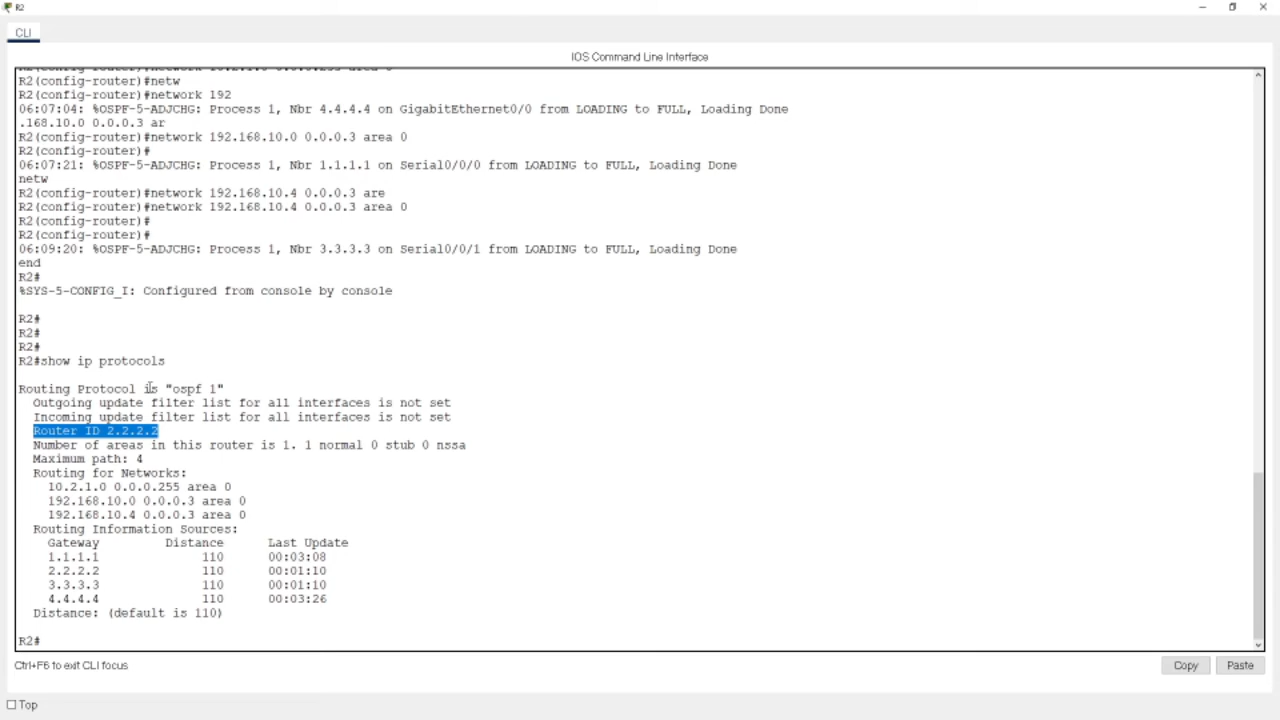 R2
CLI
IOS Command Line Interface
R2(config-router)#netw
R2(config-router)#network 192
06:07:04: %OSPF-5-ADJCHG: Process 1, Nbr 4.4.4.4 on GigabitEthernet0/0 from LOADING to FULL, Loading Done
.168.10.0 0.0.0.3 ar
R2(config-router)#network 192.168.10.0 0.0.0.3 area 0
R2(config-router)#
06:07:21: %OSPF-5-ADJCHG: Process 1, Nbr 1.1.1.1 on Serial0/0/0 from LOADING to FULL, Loading Done
netw
R2(config-router)#network 192.168.10.4 0.0.0.3 are
R2(config-router)#network 192.168.10.4 0.0.0.3 area 0
R2(config-router)#
R2(config-router)#
06:09:20: %OSPF-5-ADJCHG: Process 1, Nbr 3.3.3.3 on Serial0/0/1 from LOADING to FULL, Loading Done
end
R2#
%SYS-5-CONFIG_I: Configured from console by console
R2#
R2#
R2#
R2#show ip protocols
Routing Protocol is "ospf 1"
Outgoing update filter list for all interfaces is not set
Incoming update filter list for all interfaces is not set
Router ID 2.2.2.2
Number of areas in this router is 1. 1 normal 0 stub 0 nssa
Maximum path: 4
Routing for Networks:
10.2.1.0 0.0.0.255 area 0
192.168.10.0 0.0.0.3 area 0
192.168.10.4 0.0.0.3 area 0
Routing Information Sources:
Gateway Distance Last Update
1.1.1.1 110 00:03:08
2.2.2.2 110 00:01:10
3.3.3.3 110 00:01:10
4.4.4.4 110 00:03:26
Distance: (default is 110)
R2#
Ctrl+F6 to exit CLI focus
Copy Paste
Top